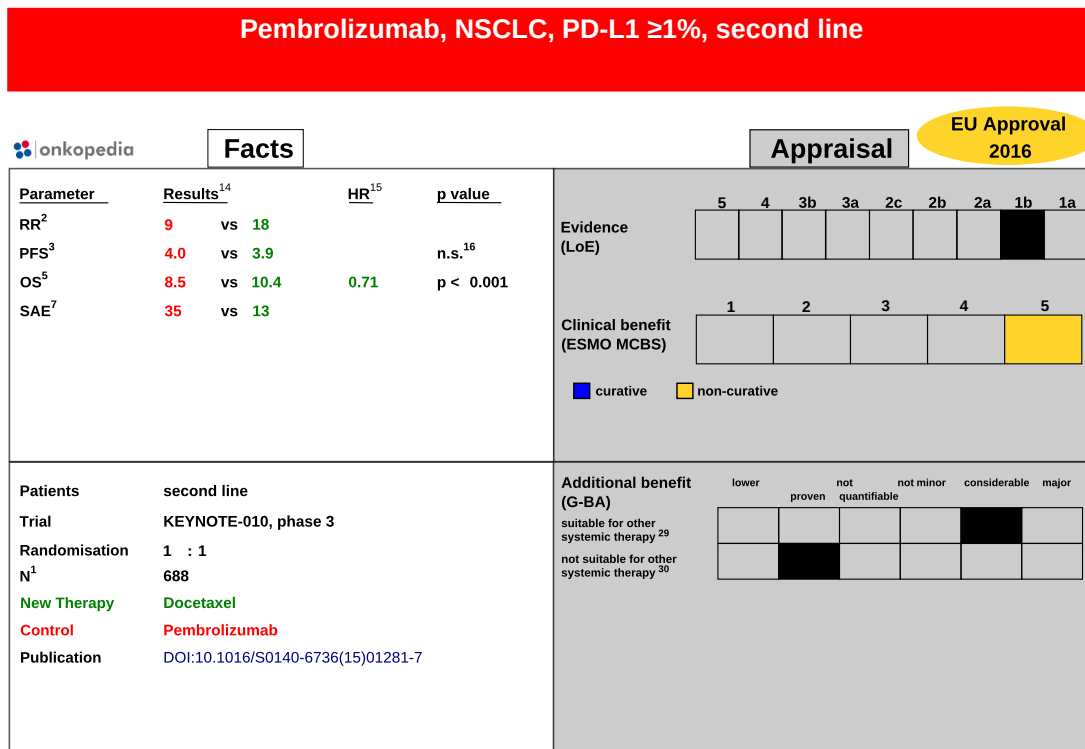 Pembrolizumab, NSCLC, PD-L1 ≥1%, second line
onkopedia
Facts
Appraisal
EU Approval
2016
Parameter Results14 HR15 p value
RR2 9 vs 18
PFS3 4.0 vs 3.9 n.s.16
OS5 8.5 vs 10.4 0.71 p < 0.001
SAE7 35 vs 13
5 4 3b 3a 2c 2b 2a 1b 1a
Evidence
(LoE)
1 2 3 4 5
Clinical benefit
(ESMO MCBS)
curative non-curative
Patients second line
Trial KEYNOTE-010, phase 3
Randomisation 1 : 1
N1 688
New Therapy Docetaxel
Control Pembrolizumab
Publication DOI:10.1016/S0140-6736(15)01281-7
Additional benefit
(G-BA)
lower not not minor considerable major
proven quantifiable
suitable for other
systemic therapy 29
not suitable for other
systemic therapy 30